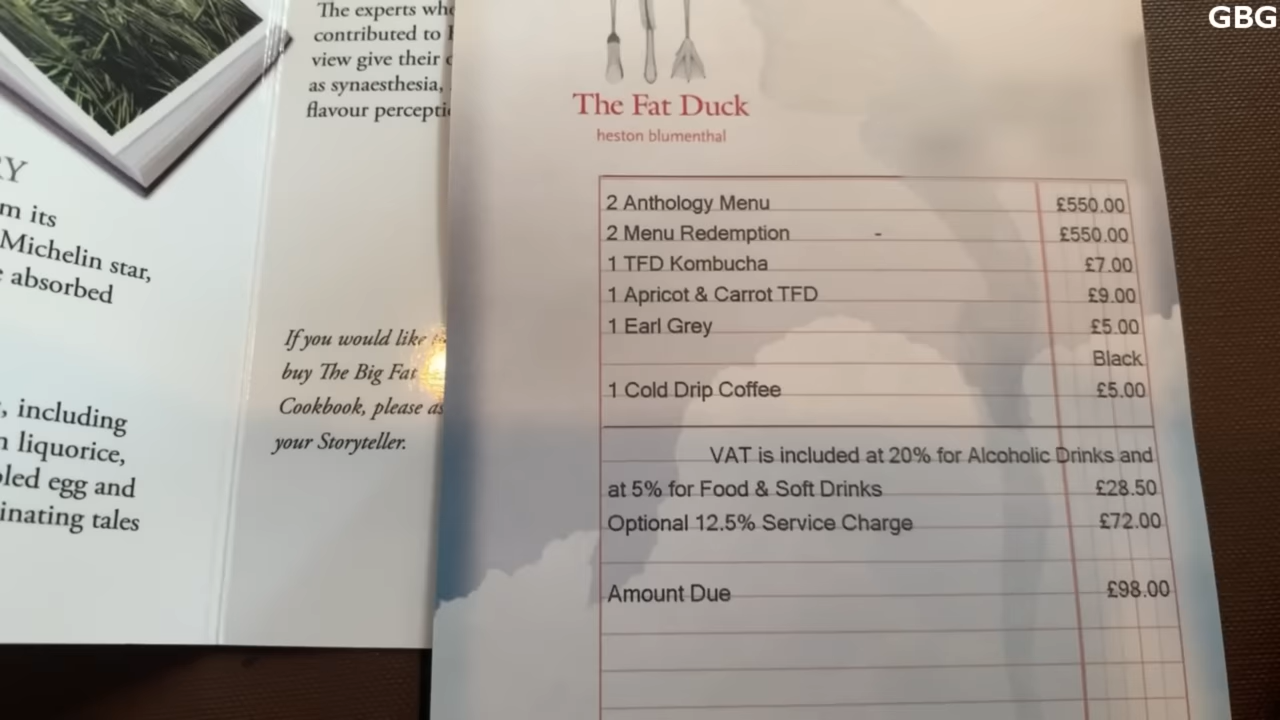 GBG
The experts who
contributed to
view give their
as synaesthesia,
flavour percepti
RY
m its
Michelin star,
absorbed
If you would like
buy The Big Fat
Cookbook, please as
your Storyteller.
, including
n liquorice,
led egg and
inating tales
The Fat Duck
heston blumenthal
2 Anthology Menu £550.00
2 Menu Redemption - £550.00
1 TFD Kombucha £7.00
1 Apricot & Carrot TFD £9.00
1 Earl Grey £5.00
Black
1 Cold Drip Coffee £5.00
VAT is included at 20% for Alcoholic Drinks and
at 5% for Food & Soft Drinks £28.50
Optional 12.5% Service Charge £72.00
Amount Due £98.00